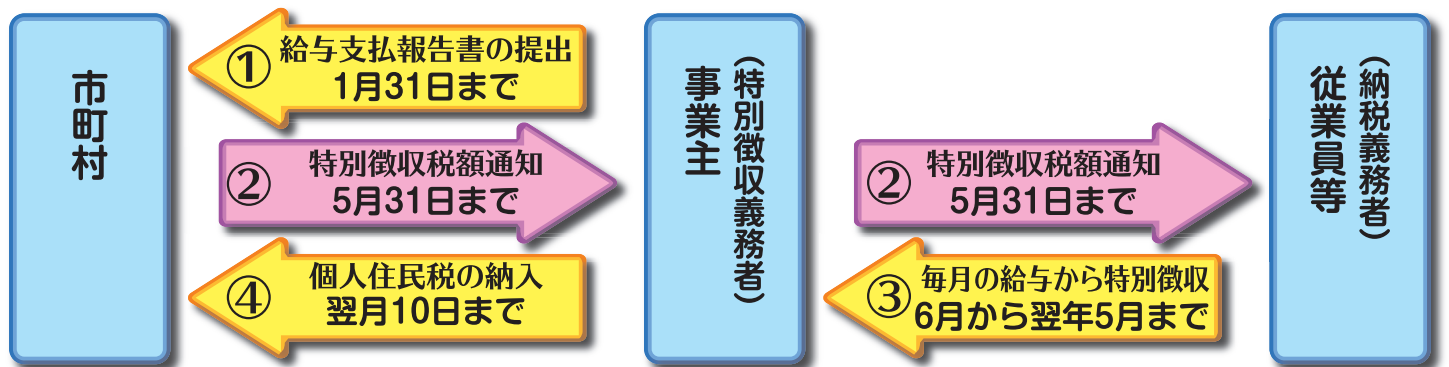 市町村
①給与支払報告書の提出
1月31日まで
②特別徴収税額通知
5月31日まで
④個人住民税の納入
翌月10日まで
（特別徴収義務者）
事業主
②特別徴収税額通知
5月31日まで
③毎月の給与から特別徴収
6月から翌年5月まで
（納税義務者）
従業員等